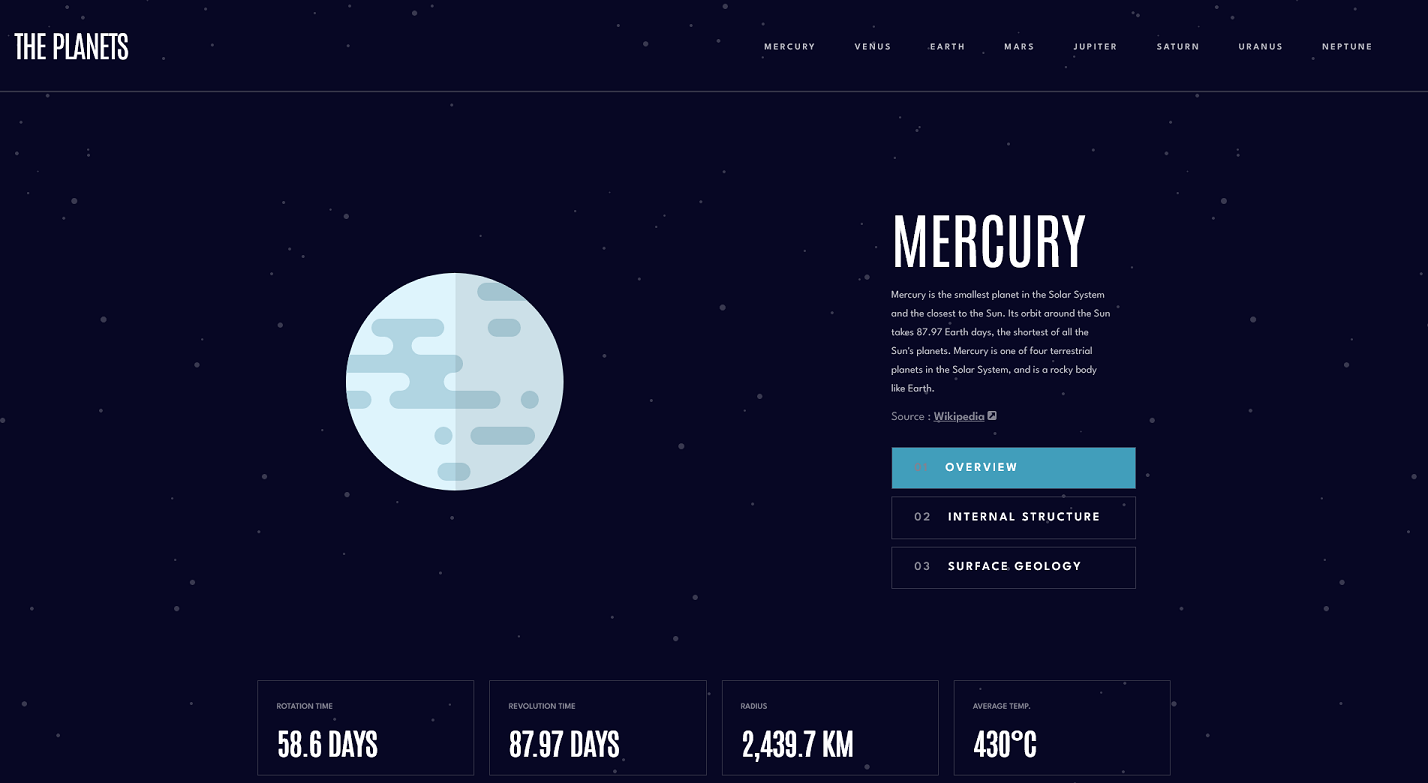 THE PLANETS
MERCURY VENUS EARTH MARS JUPITER SATURN URANUS NEPTUNE
MERCURY
Mercury is the smallest planet in the Solar System
and the closest to the Sun. Its orbit around the Sun
takes 87.97 Earth days, the shortest of all the
Sun's planets. Mercury is one of four terrestrial
planets in the Solar System, and is a rocky body
like Earth.
Source : Wikipedia
01 OVERVIEW
02 INTERNAL STRUCTURE
03 SURFACE GEOLOGY
ROTATION TIME
58.6 DAYS
REVOLUTION TIME
87.97 DAYS
RADIUS
2,439.7 KM
AVERAGE TEMP.
430°C